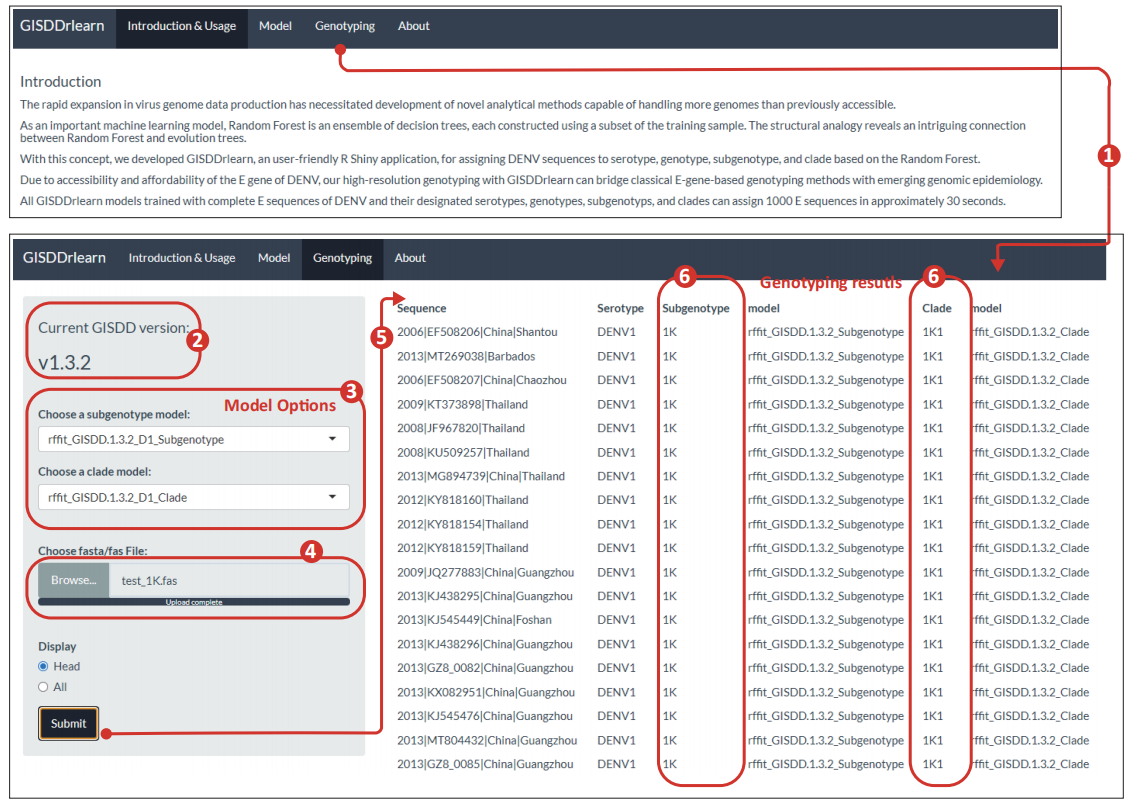 GISDDrlearn Introduction & Usage Model Genotyping About
Introduction
The rapid expansion in virus genome data production has necessitated development of novel analytical methods capable of handling more genomes than previously accessible.
As an important machine learning model, Random Forest is an ensemble of decision trees, each constructed using a subset of the training sample. The structural analogy reveals an intriguing connection
between Random Forest and evolution trees.
With this concept, we developed GISDDrlearn, an user-friendly R Shiny application, for assigning DENV sequences to serotype, genotype, subgenotype, and clade based on the Random Forest.
1
Due to accessibility and affordability of the E gene of DENV, our high-resolution genotyping with GISDDrlearn can bridge classical E-gene-based genotyping methods with emerging genomic epidemiology.
All GISDDrlearn models trained with complete E sequences of DENV and their designated serotypes, genotypes, subgenotyps, and clades can assign 1000 E sequences in approximately 30 seconds.
GISDDrlearn Introduction & Usage Model Genotyping About
6 Genotyping resutls 6
Current GISDD version:
2
v1.3.2
3
Model Options
Choose a subgenotype model:
rffit_GISDD.1.3.2_D1_Subgenotype
Choose a clade model:
rffit_GISDD.1.3.2_D1_Clade
4
Choose fasta/fas File:
Browse... test_1K.fas
Upload complete
Display
Head
All
Submit
5
Sequence Serotype Subgenotype model Clade model
2006|EF508206|China|Shantou DENV1 1K rffit_GISDD.1.3.2_Subgenotype 1K1 rffit_GISDD.1.3.2_Clade
2013|MT269038|Barbados DENV1 1K rffit_GISDD.1.3.2_Subgenotype 1K1 rffit_GISDD.1.3.2_Clade
2006|EF508207|China|Chaozhou DENV1 1K rffit_GISDD.1.3.2_Subgenotype 1K1 rffit_GISDD.1.3.2_Clade
2009|KT373898|Thailand DENV1 1K rffit_GISDD.1.3.2_Subgenotype 1K1 rffit_GISDD.1.3.2_Clade
2008|JF967820|Thailand DENV1 1K rffit_GISDD.1.3.2_Subgenotype 1K1 rffit_GISDD.1.3.2_Clade
2008|KU509257|Thailand DENV1 1K rffit_GISDD.1.3.2_Subgenotype 1K1 rffit_GISDD.1.3.2_Clade
2013|MG894739|China|Thailand DENV1 1K rffit_GISDD.1.3.2_Subgenotype 1K1 rffit_GISDD.1.3.2_Clade
2012|KY818160|Thailand DENV1 1K rffit_GISDD.1.3.2_Subgenotype 1K1 rffit_GISDD.1.3.2_Clade
2012|KY818154|Thailand DENV1 1K rffit_GISDD.1.3.2_Subgenotype 1K1 rffit_GISDD.1.3.2_Clade
2012|KY818159|Thailand DENV1 1K rffit_GISDD.1.3.2_Subgenotype 1K1 rffit_GISDD.1.3.2_Clade
2009|JQ277883|China|Guangzhou DENV1 1K rffit_GISDD.1.3.2_Subgenotype 1K1 rffit_GISDD.1.3.2_Clade
2013|KJ438295|China|Guangzhou DENV1 1K rffit_GISDD.1.3.2_Subgenotype 1K1 rffit_GISDD.1.3.2_Clade
2013|KJ545449|China|Foshan DENV1 1K rffit_GISDD.1.3.2_Subgenotype 1K1 rffit_GISDD.1.3.2_Clade
2013|KJ438296|China|Guangzhou DENV1 1K rffit_GISDD.1.3.2_Subgenotype 1K1 rffit_GISDD.1.3.2_Clade
2013|GZ8_0082|China|Guangzhou DENV1 1K rffit_GISDD.1.3.2_Subgenotype 1K1 rffit_GISDD.1.3.2_Clade
2013|KX082951|China|Guangzhou DENV1 1K rffit_GISDD.1.3.2_Subgenotype 1K1 rffit_GISDD.1.3.2_Clade
2013|KJ545476|China|Guangzhou DENV1 1K rffit_GISDD.1.3.2_Subgenotype 1K1 rffit_GISDD.1.3.2_Clade
2013|MT804432|China|Guangzhou DENV1 1K rffit_GISDD.1.3.2_Subgenotype 1K1 rffit_GISDD.1.3.2_Clade
2013|GZ8_0085|China|Guangzhou DENV1 1K rffit_GISDD.1.3.2_Subgenotype 1K1 rffit_GISDD.1.3.2_Clade